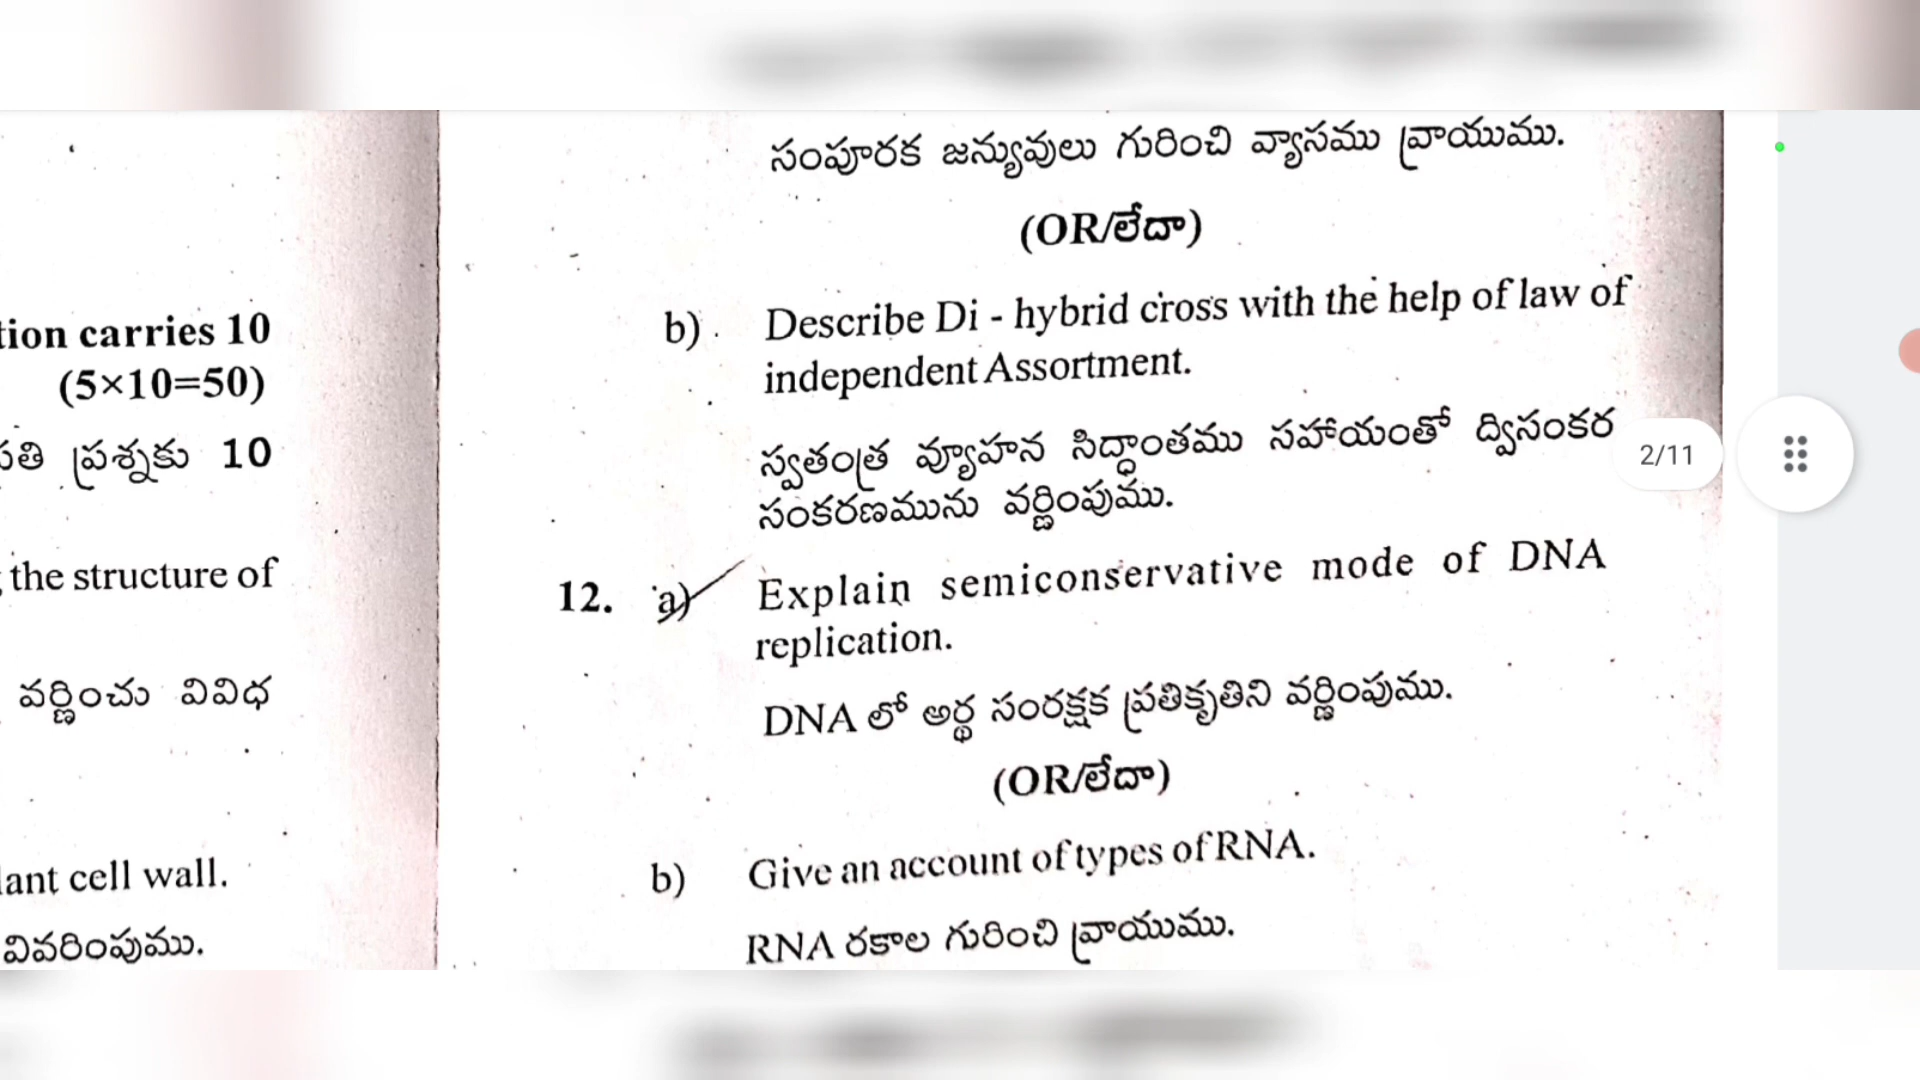 tion carries 10
(5×10=50)
ప్రశ్నకు 10
the structure of
వర్ణించు వివిధ
lant cell wall.
వివరింపుము.
సంపూరక జన్యువులు గురించి వ్యాసము వ్రాయుము.
(OR/లేదా)
b) . Describe Di - hybrid cross with the help of law of
independent Assortment.
స్వతంత్ర వ్యూహన సిద్ధాంతము సహాయంతో ద్విసంకర
సంకరణమును వర్ణింపుము.
12. a) Explain semiconservative mode of DNA
replication.
DNA లో అర్థ సంరక్షక ప్రతికృతిని వర్ణింపుము.
(OR/లేదా)
b) Give an account of types of RNA.
RNA రకాల గురించి వ్రాయుము.
2/11